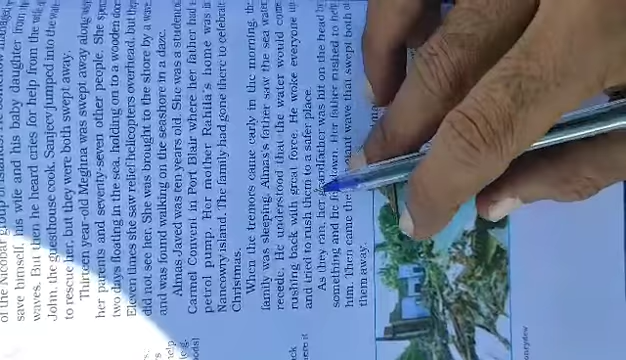 of the Nicobar group of islands. He somehow managed
save himself, his wife and his baby daughter from the
waves. But then he heard cries for help from the wife of
John, the guesthouse cook. Sanjeev jumped into the
to rescue her, but they were both swept away.
Thirteen year-old Meghna was swept away along
her parents and seventy-seven other people. She spent
two days floating in the sea, holding on to a wooden door.
Eleven times she saw relief helicopters overhead, but they
did not see her. She was brought to the shore by a wave
and was found walking on the seashore in a daze.
Almas Javed was ten years old. She was a student
Carmel Convent in Port Blair where her father had
petrol pump. Her mother Rahila's home was in
Nancowry island. The family had gone there to celebrate
Christmas.
When the tremors came early in the morning, the
family was sleeping. Almas's father saw the sea water
recede. He understood that the water would come
rushing back with great force. He woke everyone up
and tried to rush them to a safer place.
As they ran, her grandfather was hit on the head by
something and he fell down. Her father rushed to help
him. Then came the giant wave that swept both of
them away.